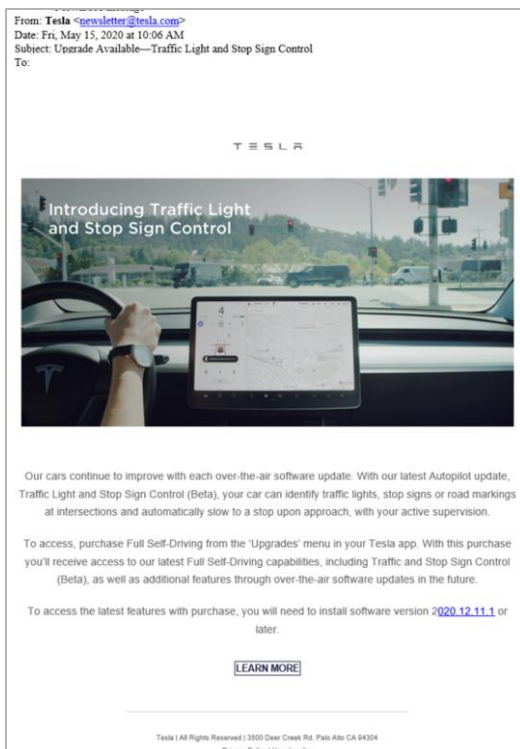 From: Tesla <newsletter@tesla.com>
Date: Fri, May 15, 2020 at 10:06 AM
Subject: Upgrade Available—Traffic Light and Stop Sign Control
To:
TESLA
Introducing Traffic Light
and Stop Sign Control
4
Our cars continue to improve with each over-the-air software update. With our latest Autopilot update,
Traffic Light and Stop Sign Control (Beta), your car can identify traffic lights, stop signs or road markings
at intersections and automatically slow to a stop upon approach, with your active supervision.
To access, purchase Full Self-Driving from the 'Upgrades' menu in your Tesla app. With this purchase
you'll receive access to our latest Full Self-Driving capabilities, including Traffic and Stop Sign Control
(Beta), as well as additional features through over-the-air software updates in the future.
To access the latest features with purchase, you will need to install software version 2020.12.11.1 or
later.
LEARN MORE
Tesla | All Rights Reserved | 3500 Deer Creek Rd. Palo Alto CA 94304